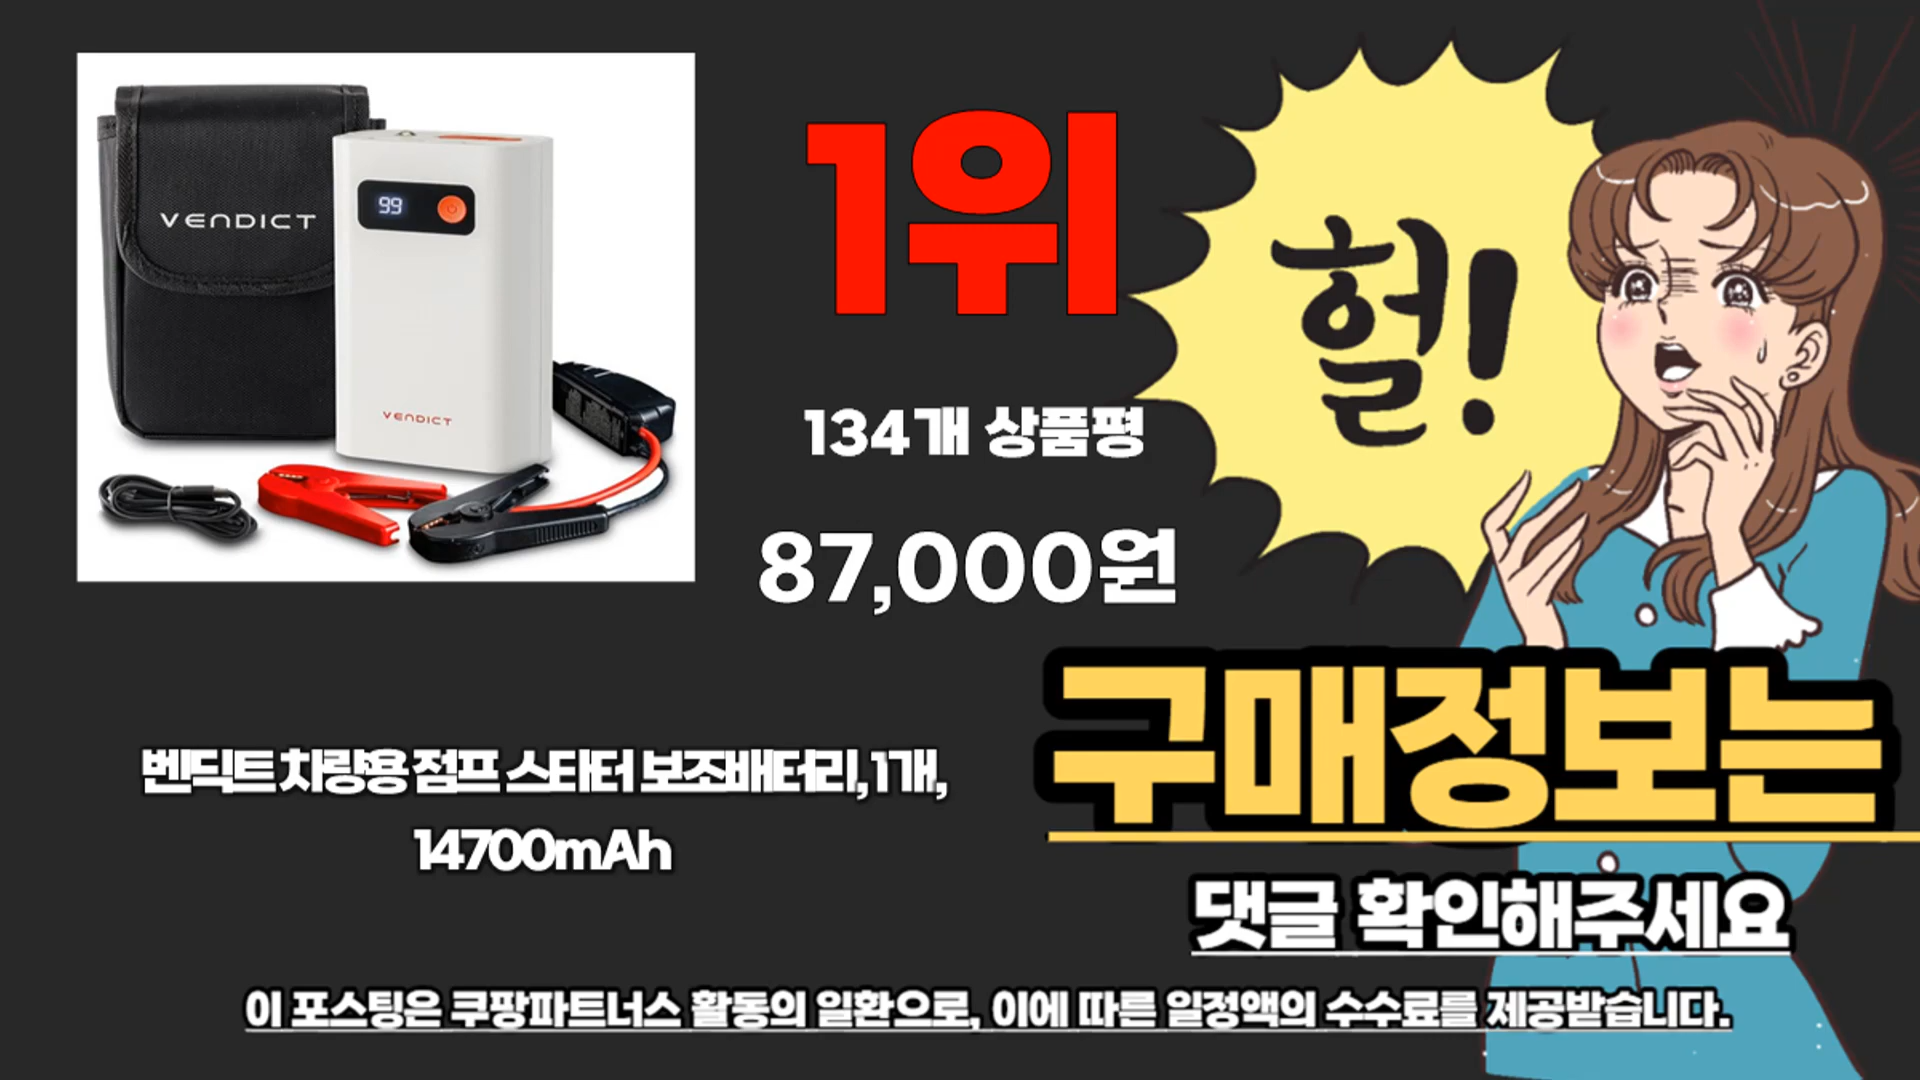 VENDICT
99
VENDICT
1위
134개 상품평
87,000원
헬!
벤딕트 차량용 점프 스타터 보조배터리, 1개,
14700mAh
구매정보는
댓글 확인해주세요
이 포스팅은 쿠팡파트너스 활동의 일환으로, 이에 따른 일정액의 수수료를 제공받습니다.